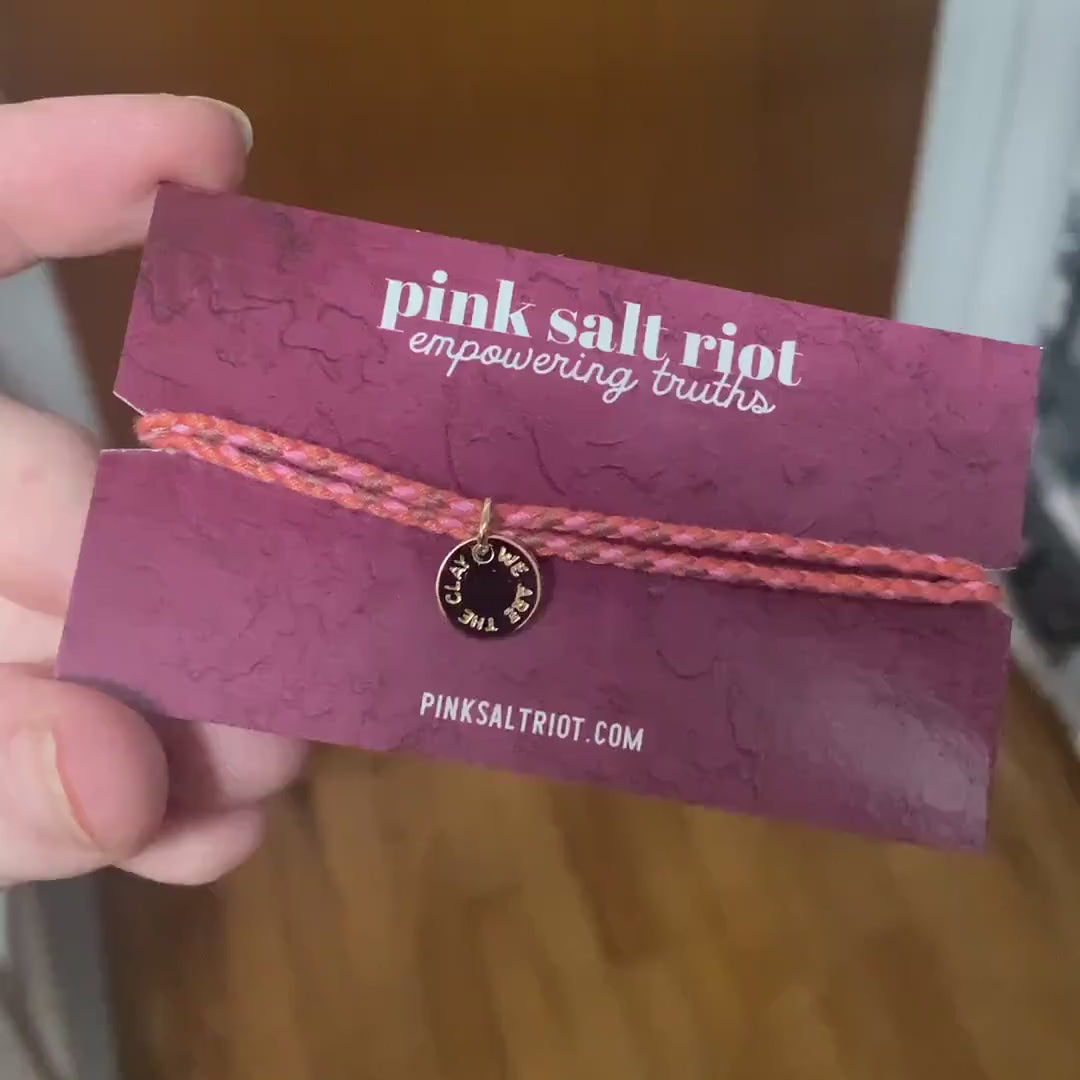 pink salt riot
empowering truths
WE ARE THE CLAY
PINKSALTRIOT.COM